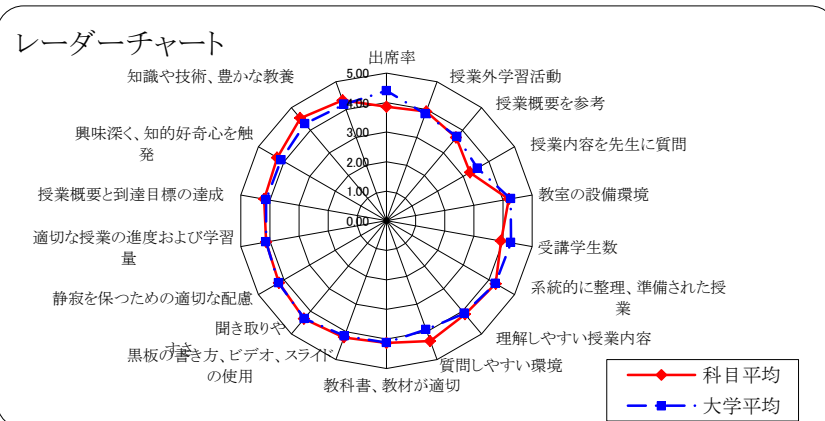 レーダーチャート
出席率
授業外学習活動
授業概要を参考
授業内容を先生に質問
教室の設備環境
受講学生数
系統的に整理、準備された授
業
理解しやすい授業内容
質問しやすい環境
教科書、教材が適切
黒板の書き方、ビデオ、スライド
の使用
聞き取りや
すさ
静寂を保つための適切な配慮
適切な授業の進度および学習
量
授業概要と到達目標の達成
興味深く、知的好奇心を触
発
知識や技術、豊かな教養
5.00
4.00
3.00
2.00
1.00
0.00
科目平均
大学平均